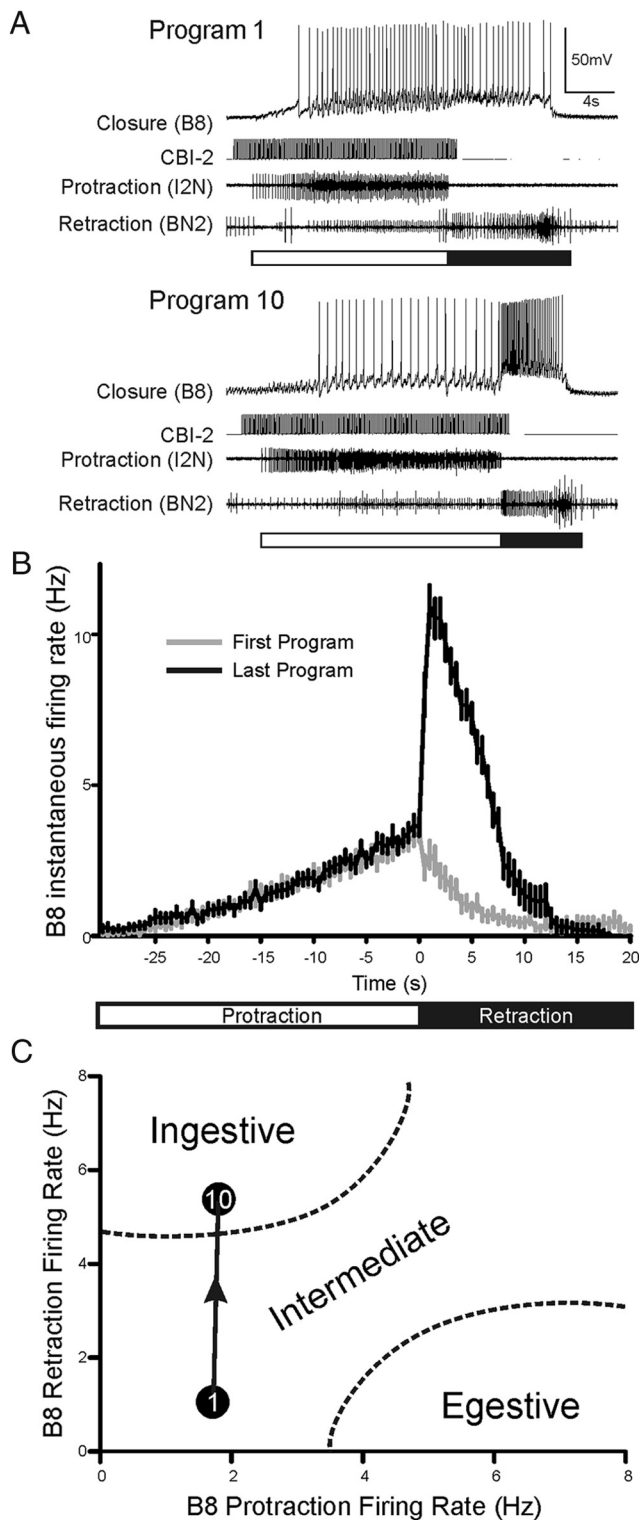 A
Program 1
50mV
4s
Closure (B8)
CBI-2
Protraction (I2N)
Retraction (BN2)
Program 10
Closure (B8)
CBI-2
Protraction (I2N)
Retraction (BN2)
B
B8 instantaneous firing rate (Hz)
10
5
0
First Program
Last Program
-25 -20 -15 -10 -5 0 5 10 15 20
Time (s)
Protraction Retraction
C
B8 Retraction Firing Rate (Hz)
8
6
4
2
0
Ingestive
10
Intermediate
1
Egestive
0 2 4 6 8
B8 Protraction Firing Rate (Hz)